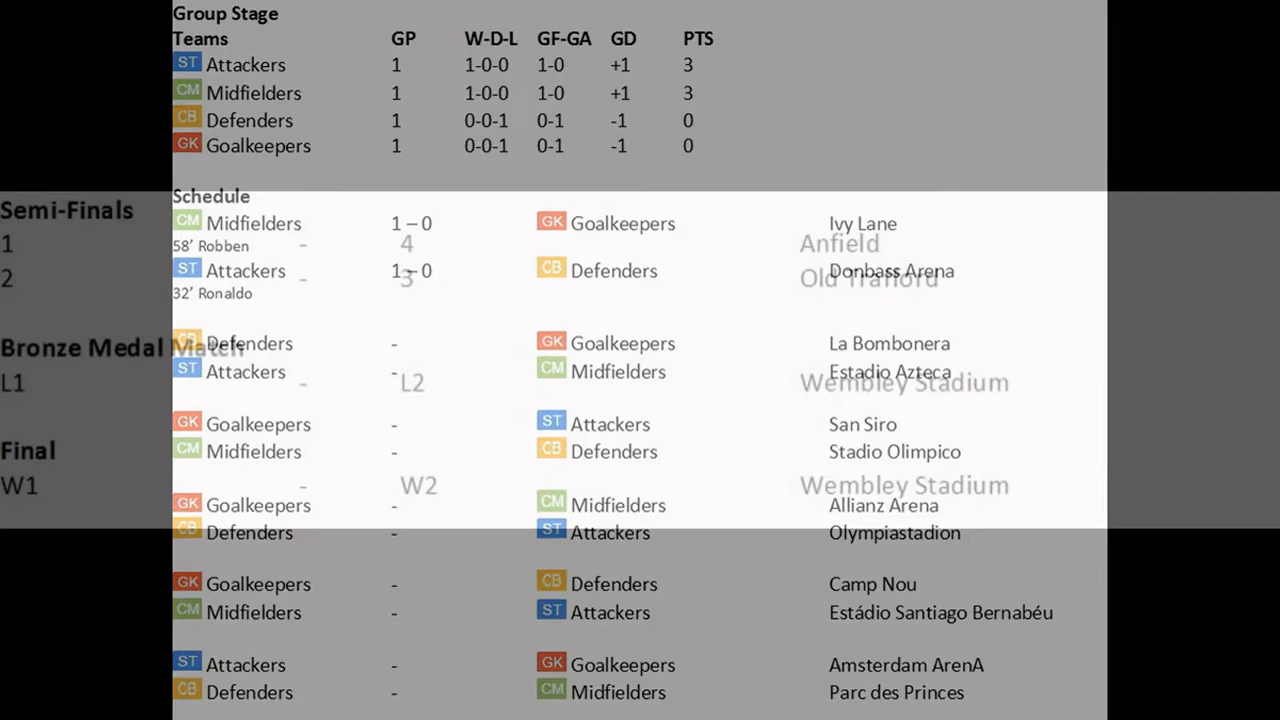 Group Stage
Teams GP W-D-L GF-GA GD PTS
ST Attackers 1 1-0-0 1-0 +1 3
CM Midfielders 1 1-0-0 1-0 +1 3
CB Defenders 1 0-0-1 0-1 -1 0
GK Goalkeepers 1 0-0-1 0-1 -1 0
Schedule
Semi-Finals
CM Midfielders 1 – 0 GK Goalkeepers Ivy Lane
58’ Robben
1 - 4 Anfield
ST Attackers 1 – 0 CB Defenders Donbass Arena
2 - 3 Old Trafford
32’ Ronaldo
CB Defenders - GK Goalkeepers La Bombonera
Bronze Medal Match
ST Attackers - CM Midfielders Estadio Azteca
L1 - L2 Wembley Stadium
GK Goalkeepers - ST Attackers San Siro
Final
CM Midfielders - CB Defenders Stadio Olimpico
W1 - W2 Wembley Stadium
GK Goalkeepers - CM Midfielders Allianz Arena
CB Defenders - ST Attackers Olympiastadion
GK Goalkeepers - CB Defenders Camp Nou
CM Midfielders - ST Attackers Estádio Santiago Bernabéu
ST Attackers - GK Goalkeepers Amsterdam ArenA
CB Defenders - CM Midfielders Parc des Princes